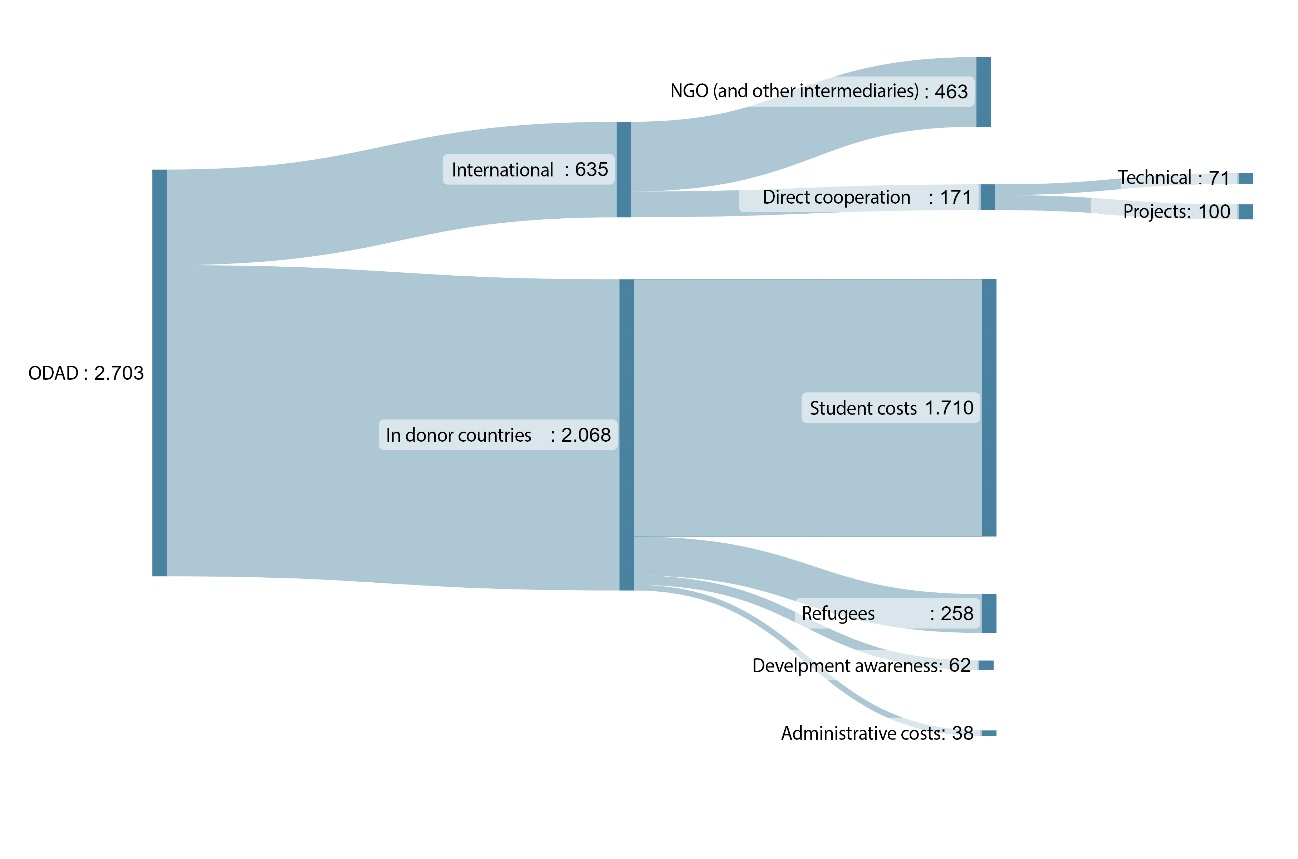 NGO (and other intermediaries) : 463
International : 635
Technical : 71
Direct cooperation : 171
Projects: 100
ODAD : 2.703
Student costs 1.710
In donor countries : 2.068
Refugees : 258
Develpment awareness: 62
Administrative costs: 38